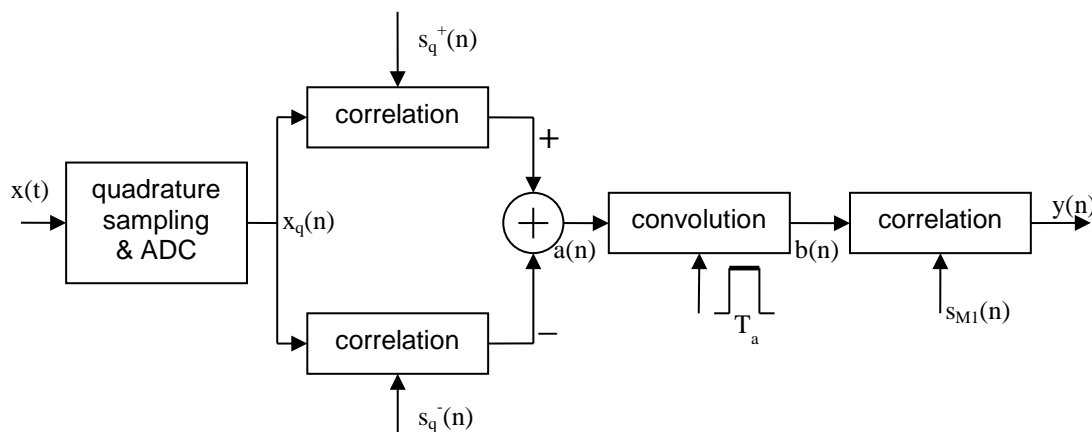 s_q^+(n)
correlation
+
x(t)
quadrature
sampling
& ADC
x_q(n)
a(n)
convolution
b(n)
correlation
y(n)
T_a
s_M1(n)
correlation
−
s_q^-(n)